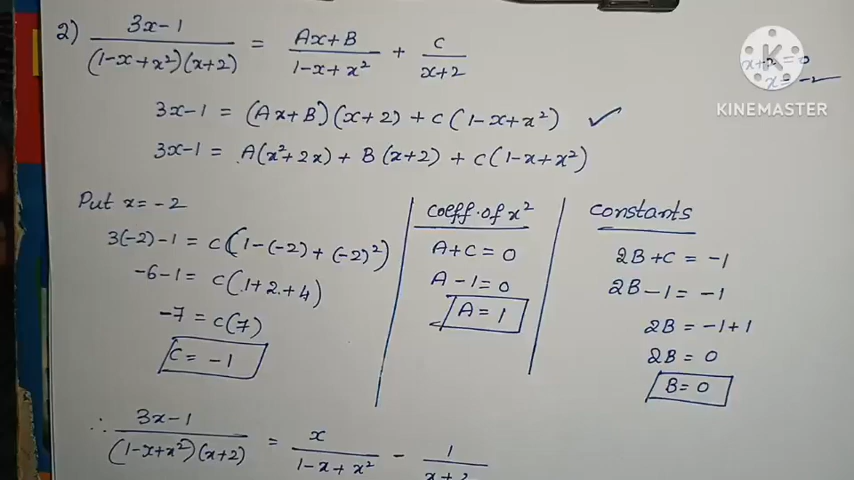 2) (3x-1)/((1-x+x²)(x+2)) = (Ax+B)/(1-x+x²) + C/(x+2)
x+2=0
x=-2
KINEMASTER
3x-1 = (Ax+B)(x+2) + C(1-x+x²) ✓
3x-1 = A(x²+2x) + B(x+2) + C(1-x+x²)
Put x=-2
3(-2)-1 = C(1-(-2)+(-2)²)
-6-1 = C(1+2+4)
-7 = C(7)
C = -1
Coeff. of x²
A+C=0
A-1=0
A=1
Constants
2B+C = -1
2B-1 = -1
2B = -1+1
2B = 0
B=0
∴ (3x-1)/((1-x+x²)(x+2)) = x/(1-x+x²) - 1/(x+2)